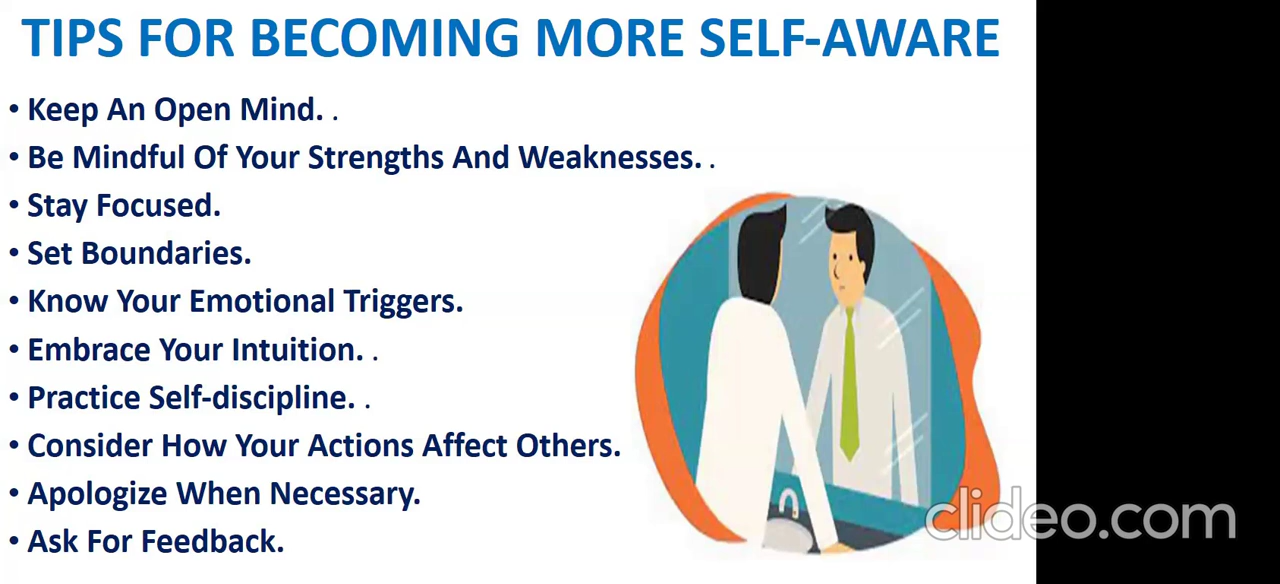 TIPS FOR BECOMING MORE SELF-AWARE
• Keep An Open Mind. .
• Be Mindful Of Your Strengths And Weaknesses. .
• Stay Focused.
• Set Boundaries.
• Know Your Emotional Triggers.
• Embrace Your Intuition. .
• Practice Self-discipline. .
• Consider How Your Actions Affect Others.
• Apologize When Necessary.
• Ask For Feedback.
clideo.com